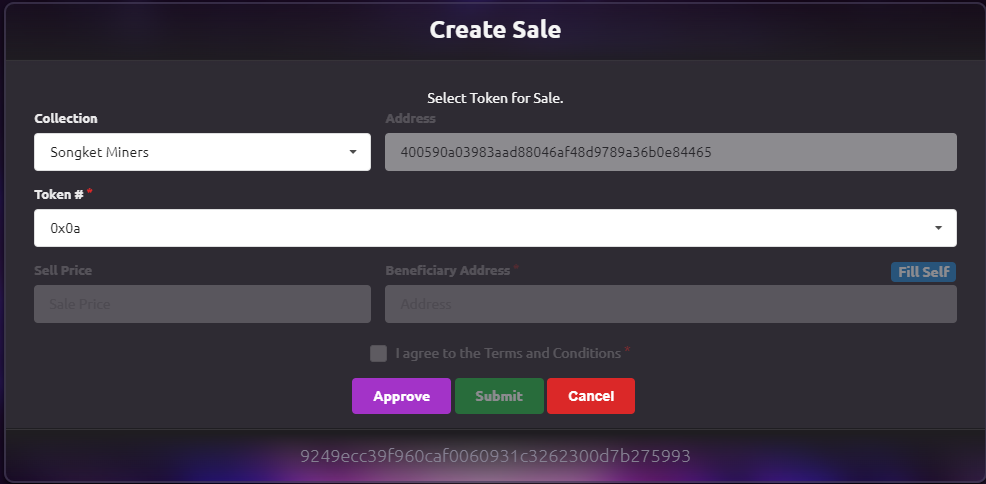 Create Sale
Select Token for Sale.
Collection
Address
Songket Miners
400590a03983aad88046af48d9789a36b0e84465
Token # *
0x0a
Sell Price
Beneficiary Address *
Fill Self
Sale Price
Address
I agree to the Terms and Conditions *
Approve
Submit
Cancel
9249ecc39f960caf0060931c3262300d7b275993